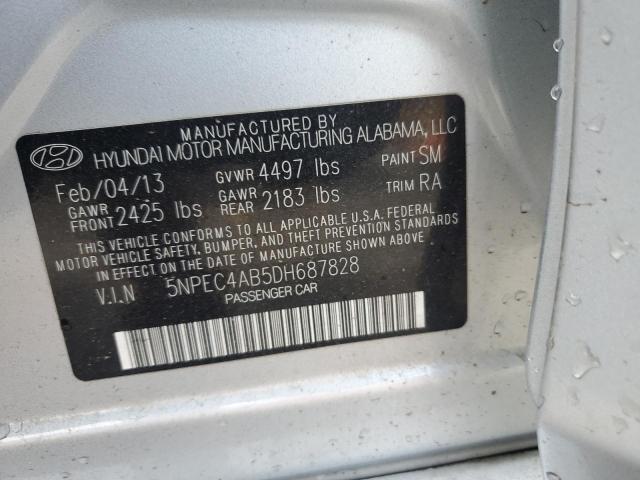 MANUFACTURED BY
HYUNDAI MOTOR MANUFACTURING ALABAMA, LLC
Feb/04/13 GVWR 4497 lbs PAINT SM
GAWR FRONT 2425 lbs GAWR REAR 2183 lbs TRIM RA
THIS VEHICLE CONFORMS TO ALL APPLICABLE U.S.A. FEDERAL
MOTOR VEHICLE SAFETY, BUMPER, AND THEFT PREVENTION STANDARDS
IN EFFECT ON THE DATE OF MANUFACTURE SHOWN ABOVE.
V.I.N 5NPEC4AB5DH687828
PASSENGER CAR